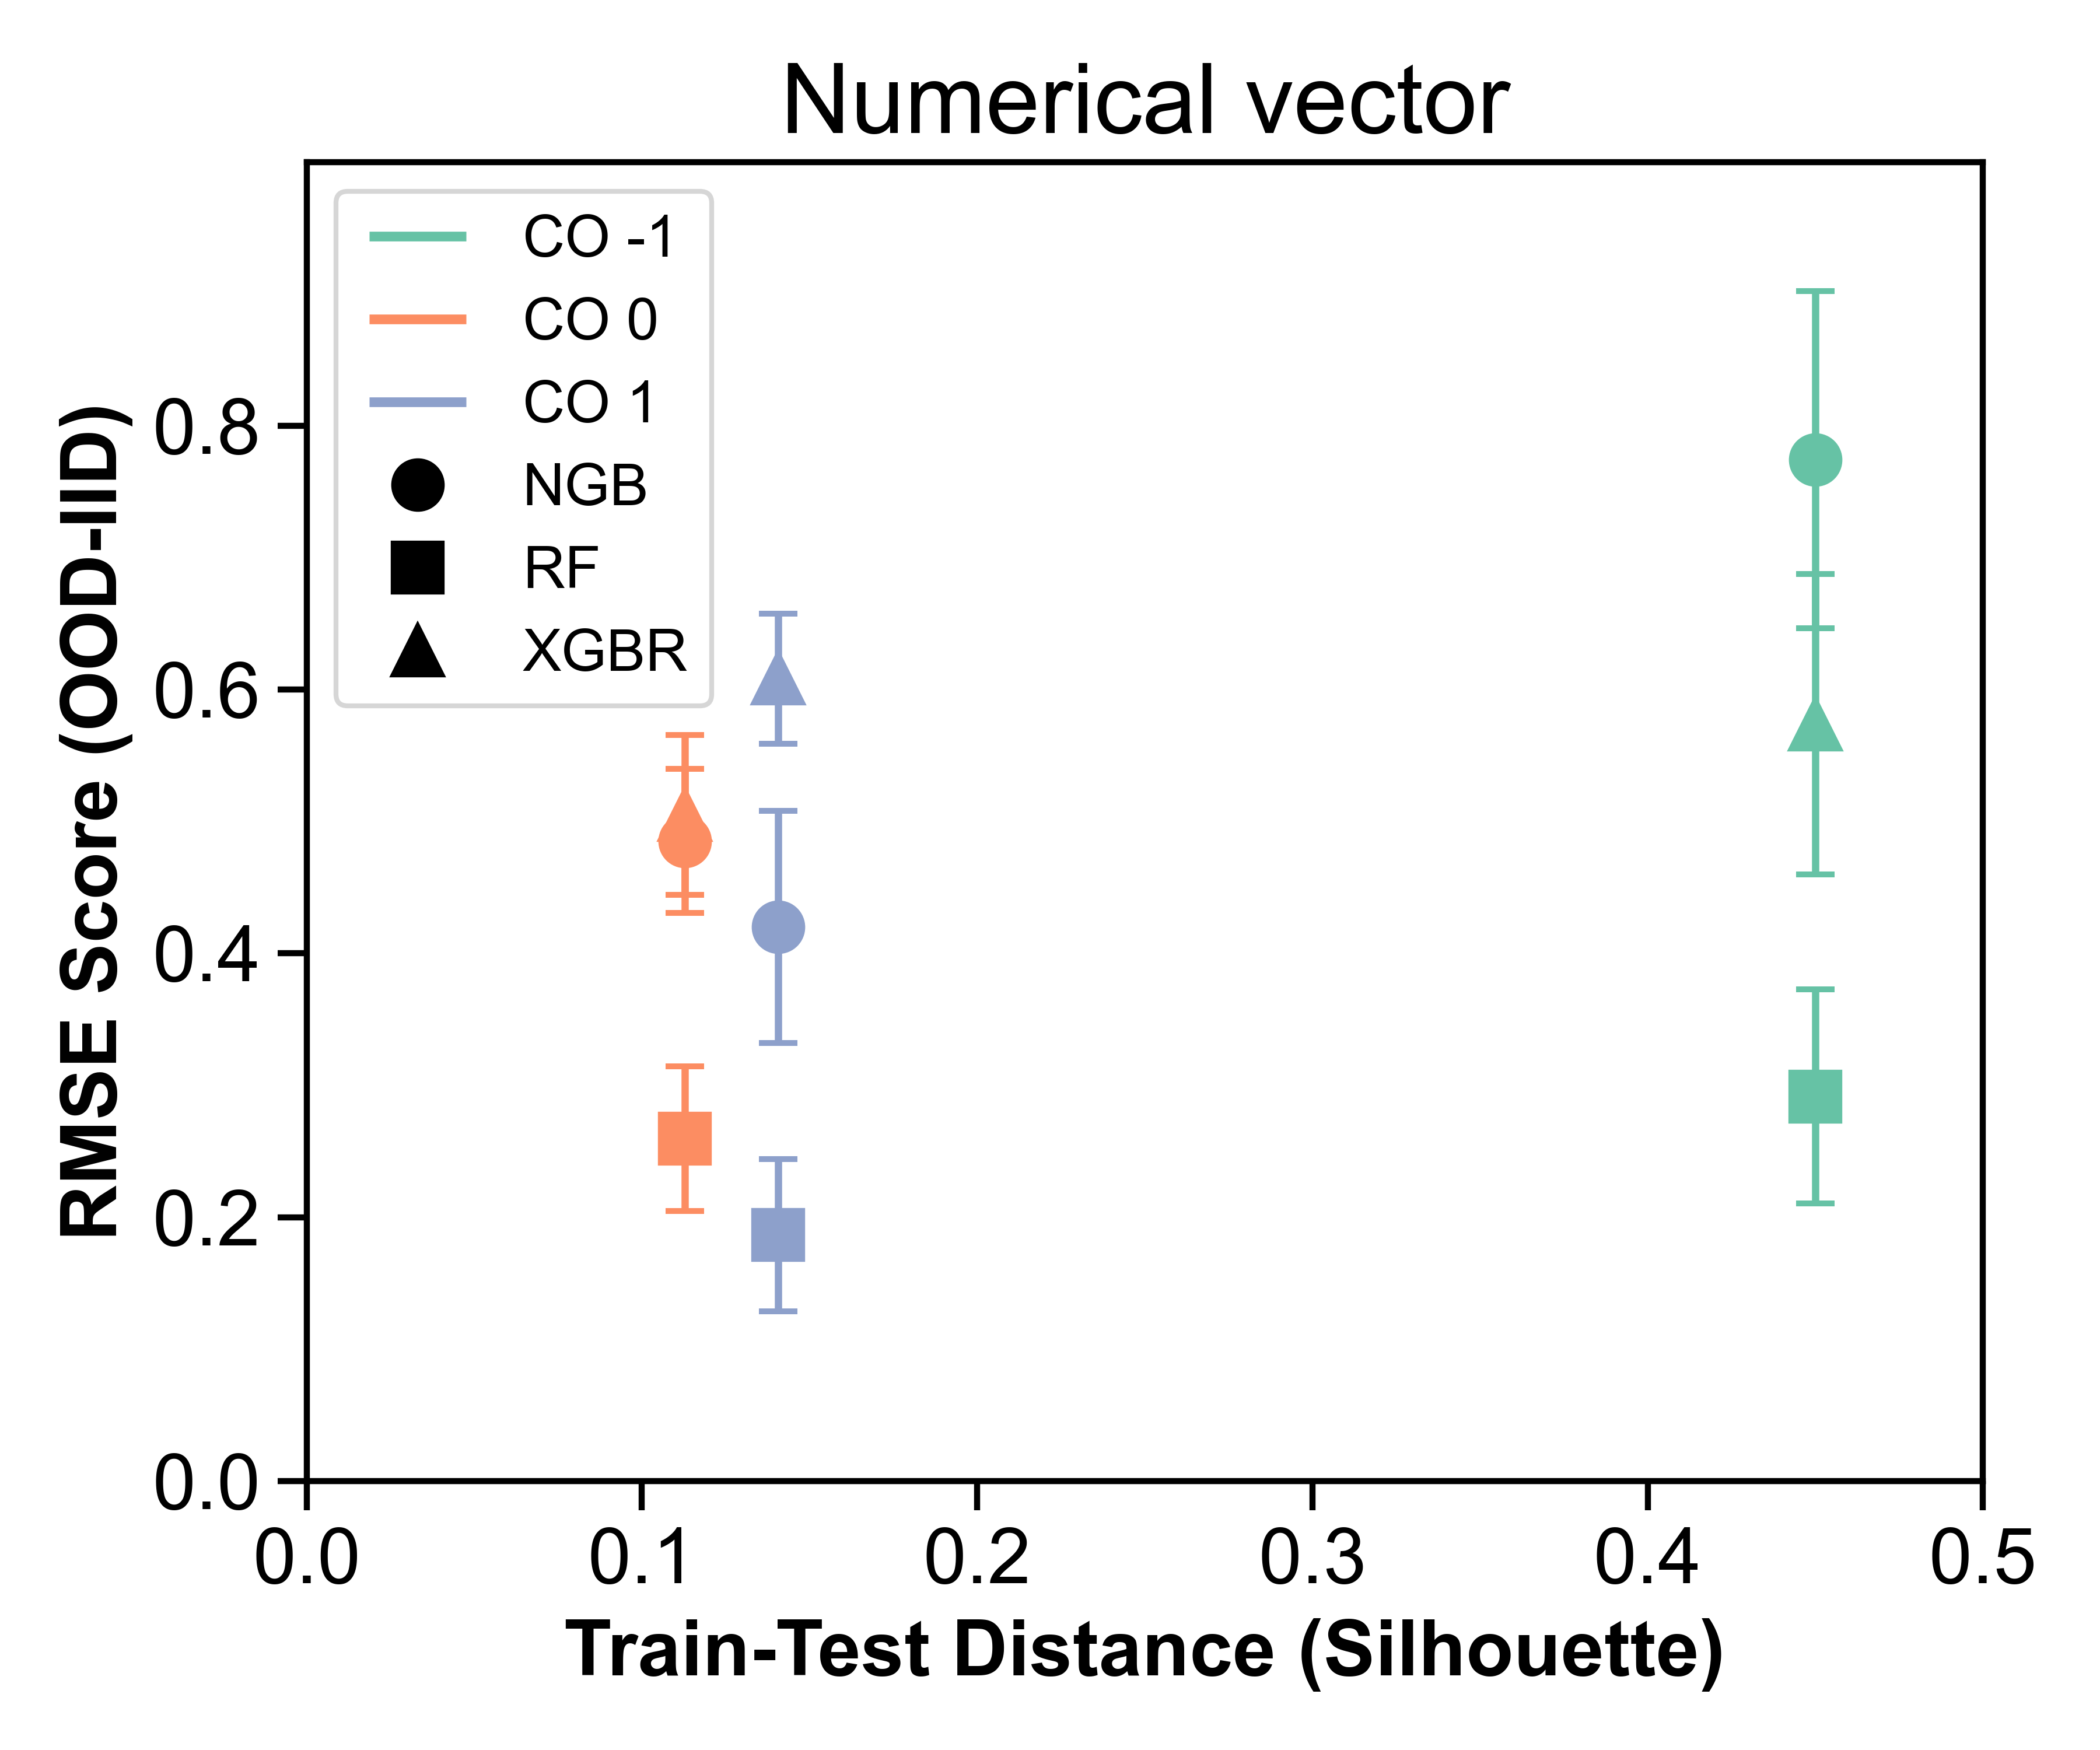 Numerical vector
CO -1
CO 0
CO 1
NGB
RF
XGBR
RMSE Score (OOD-IID)
0.8
0.6
0.4
0.2
0.0
0.0 0.1 0.2 0.3 0.4 0.5
Train-Test Distance (Silhouette)